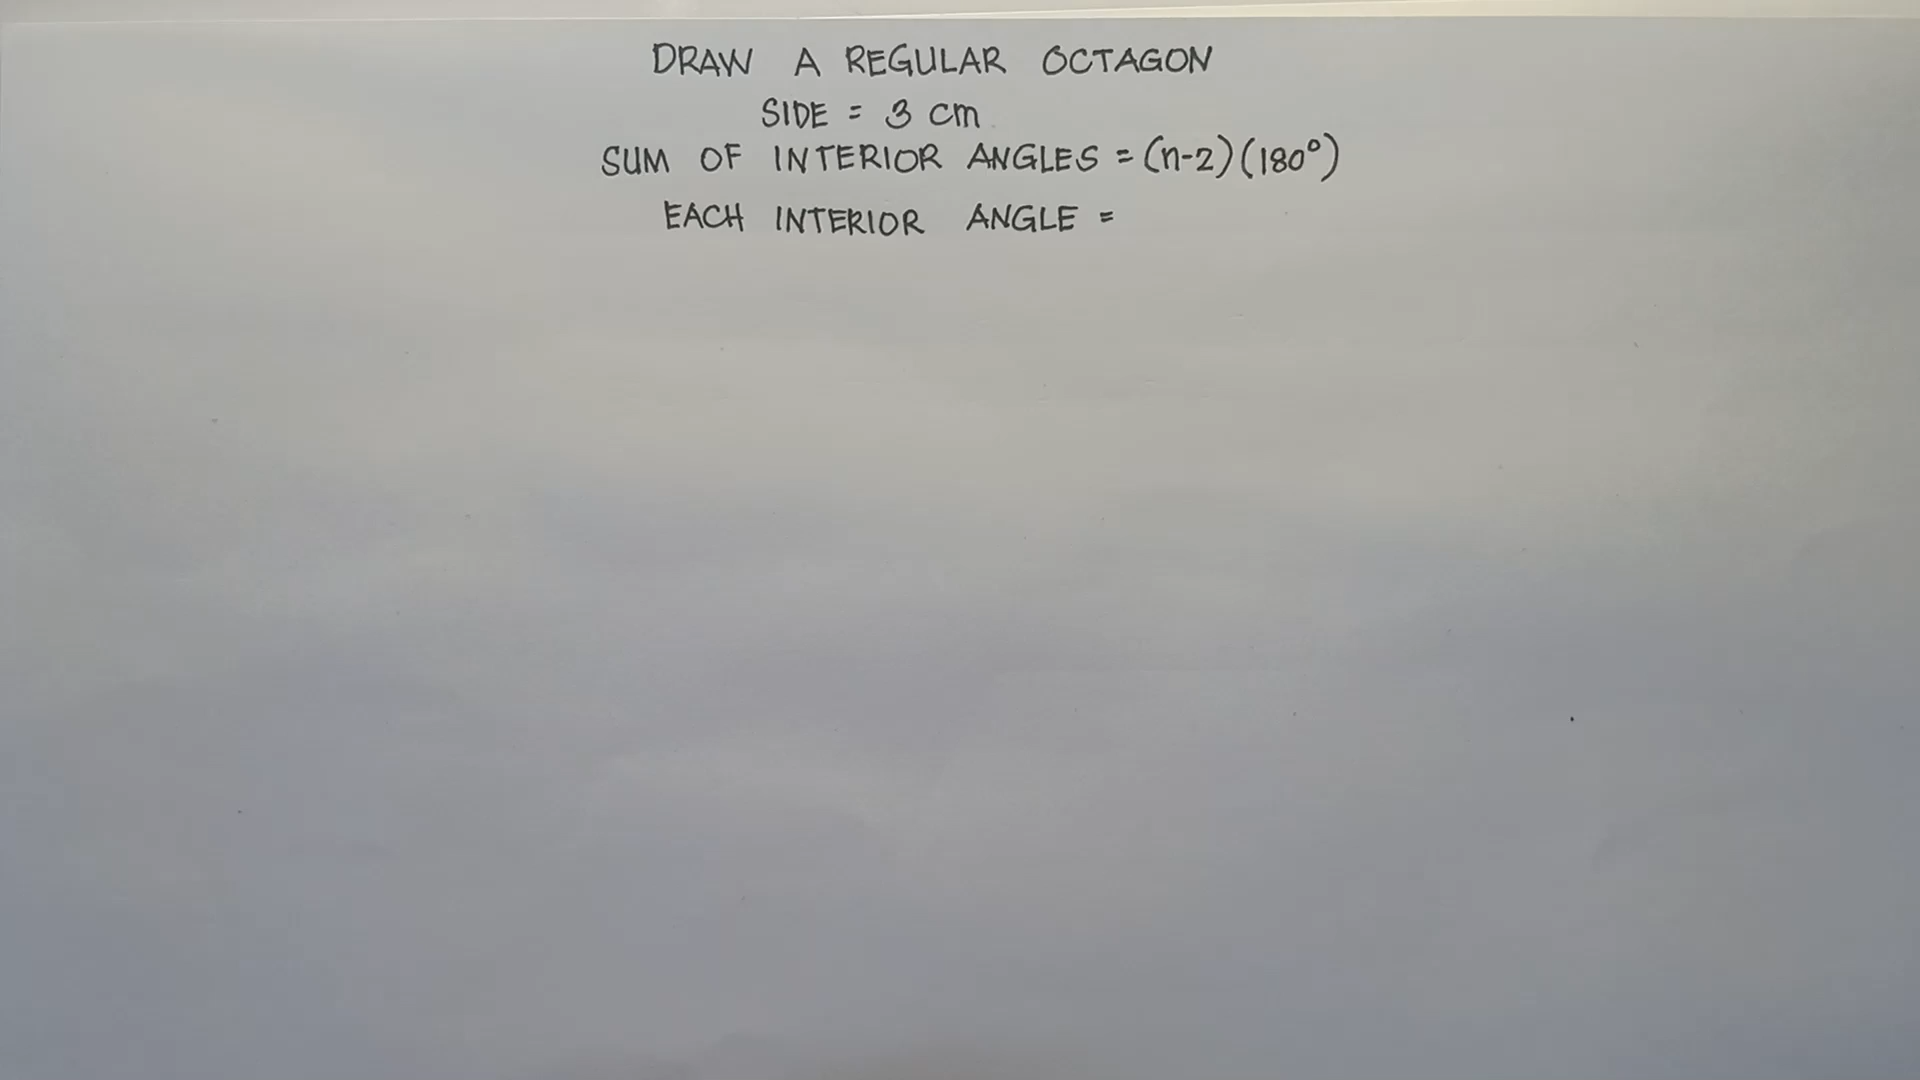 DRAW A REGULAR OCTAGON
SIDE = 3 cm
SUM OF INTERIOR ANGLES = (n-2)(180°)
EACH INTERIOR ANGLE =